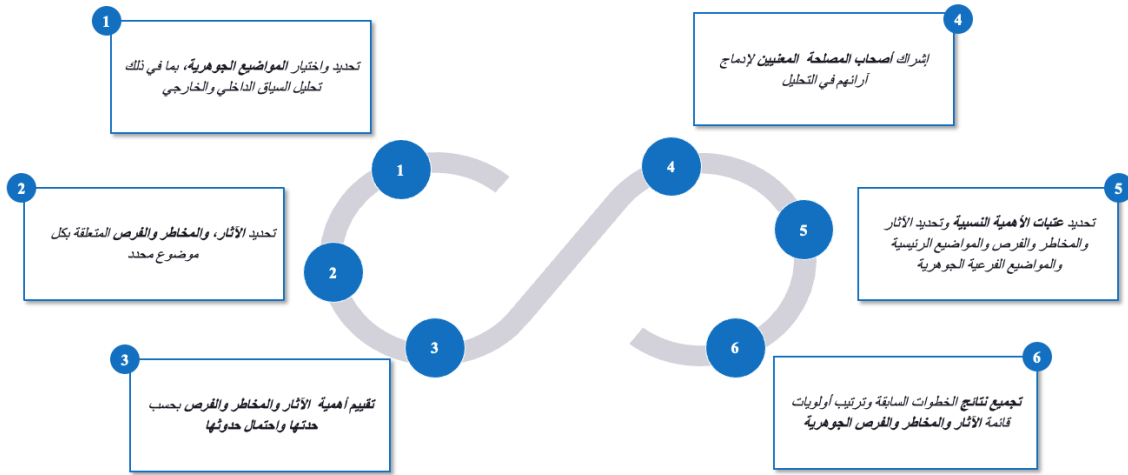 1
تحديد واختيار المواضيع الجوهرية، بما في ذلك
تحليل السياق الداخلي والخارجي
2
تحديد الآثار، والمخاطر والفرص المتعلقة بكل
موضوع محدد
3
تقييم أهمية الآثار والمخاطر والفرص بحسب
حدتها واحتمال حدوثها
4
إشراك أصحاب المصلحة المعنيين لإدماج
آرائهم في التحليل
5
تحديد عتبات الأهمية النسبية وتحديد الآثار
والمخاطر والفرص والمواضيع الرئيسية
والمواضيع الفرعية الجوهرية
6
تجميع نتائج الخطوات السابقة وترتيب أولويات
قائمة الآثار والمخاطر والفرص الجوهرية
1
2
3
4
5
6